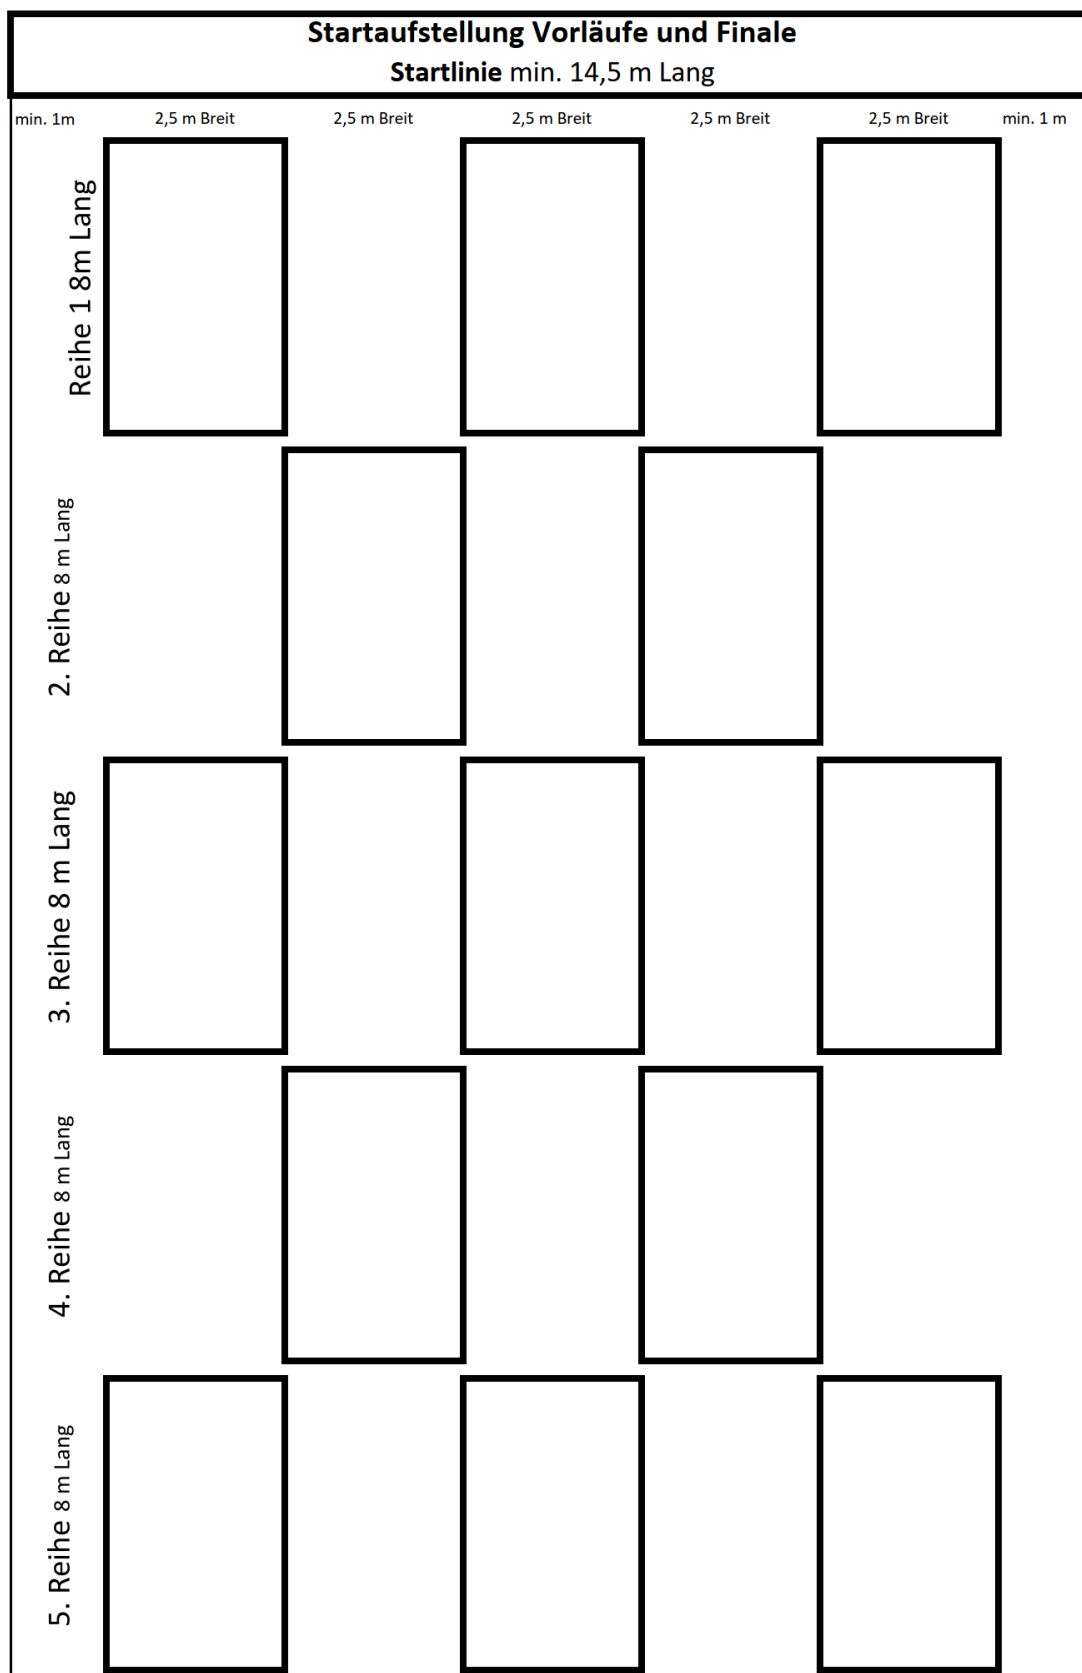 Startaufstellung Vorläufe und Finale
Startlinie min. 14,5 m Lang
min. 1m 2,5 m Breit 2,5 m Breit 2,5 m Breit 2,5 m Breit 2,5 m Breit min. 1 m
Reihe 1 8m Lang
2. Reihe 8 m Lang
3. Reihe 8 m Lang
4. Reihe 8 m Lang
5. Reihe 8 m Lang